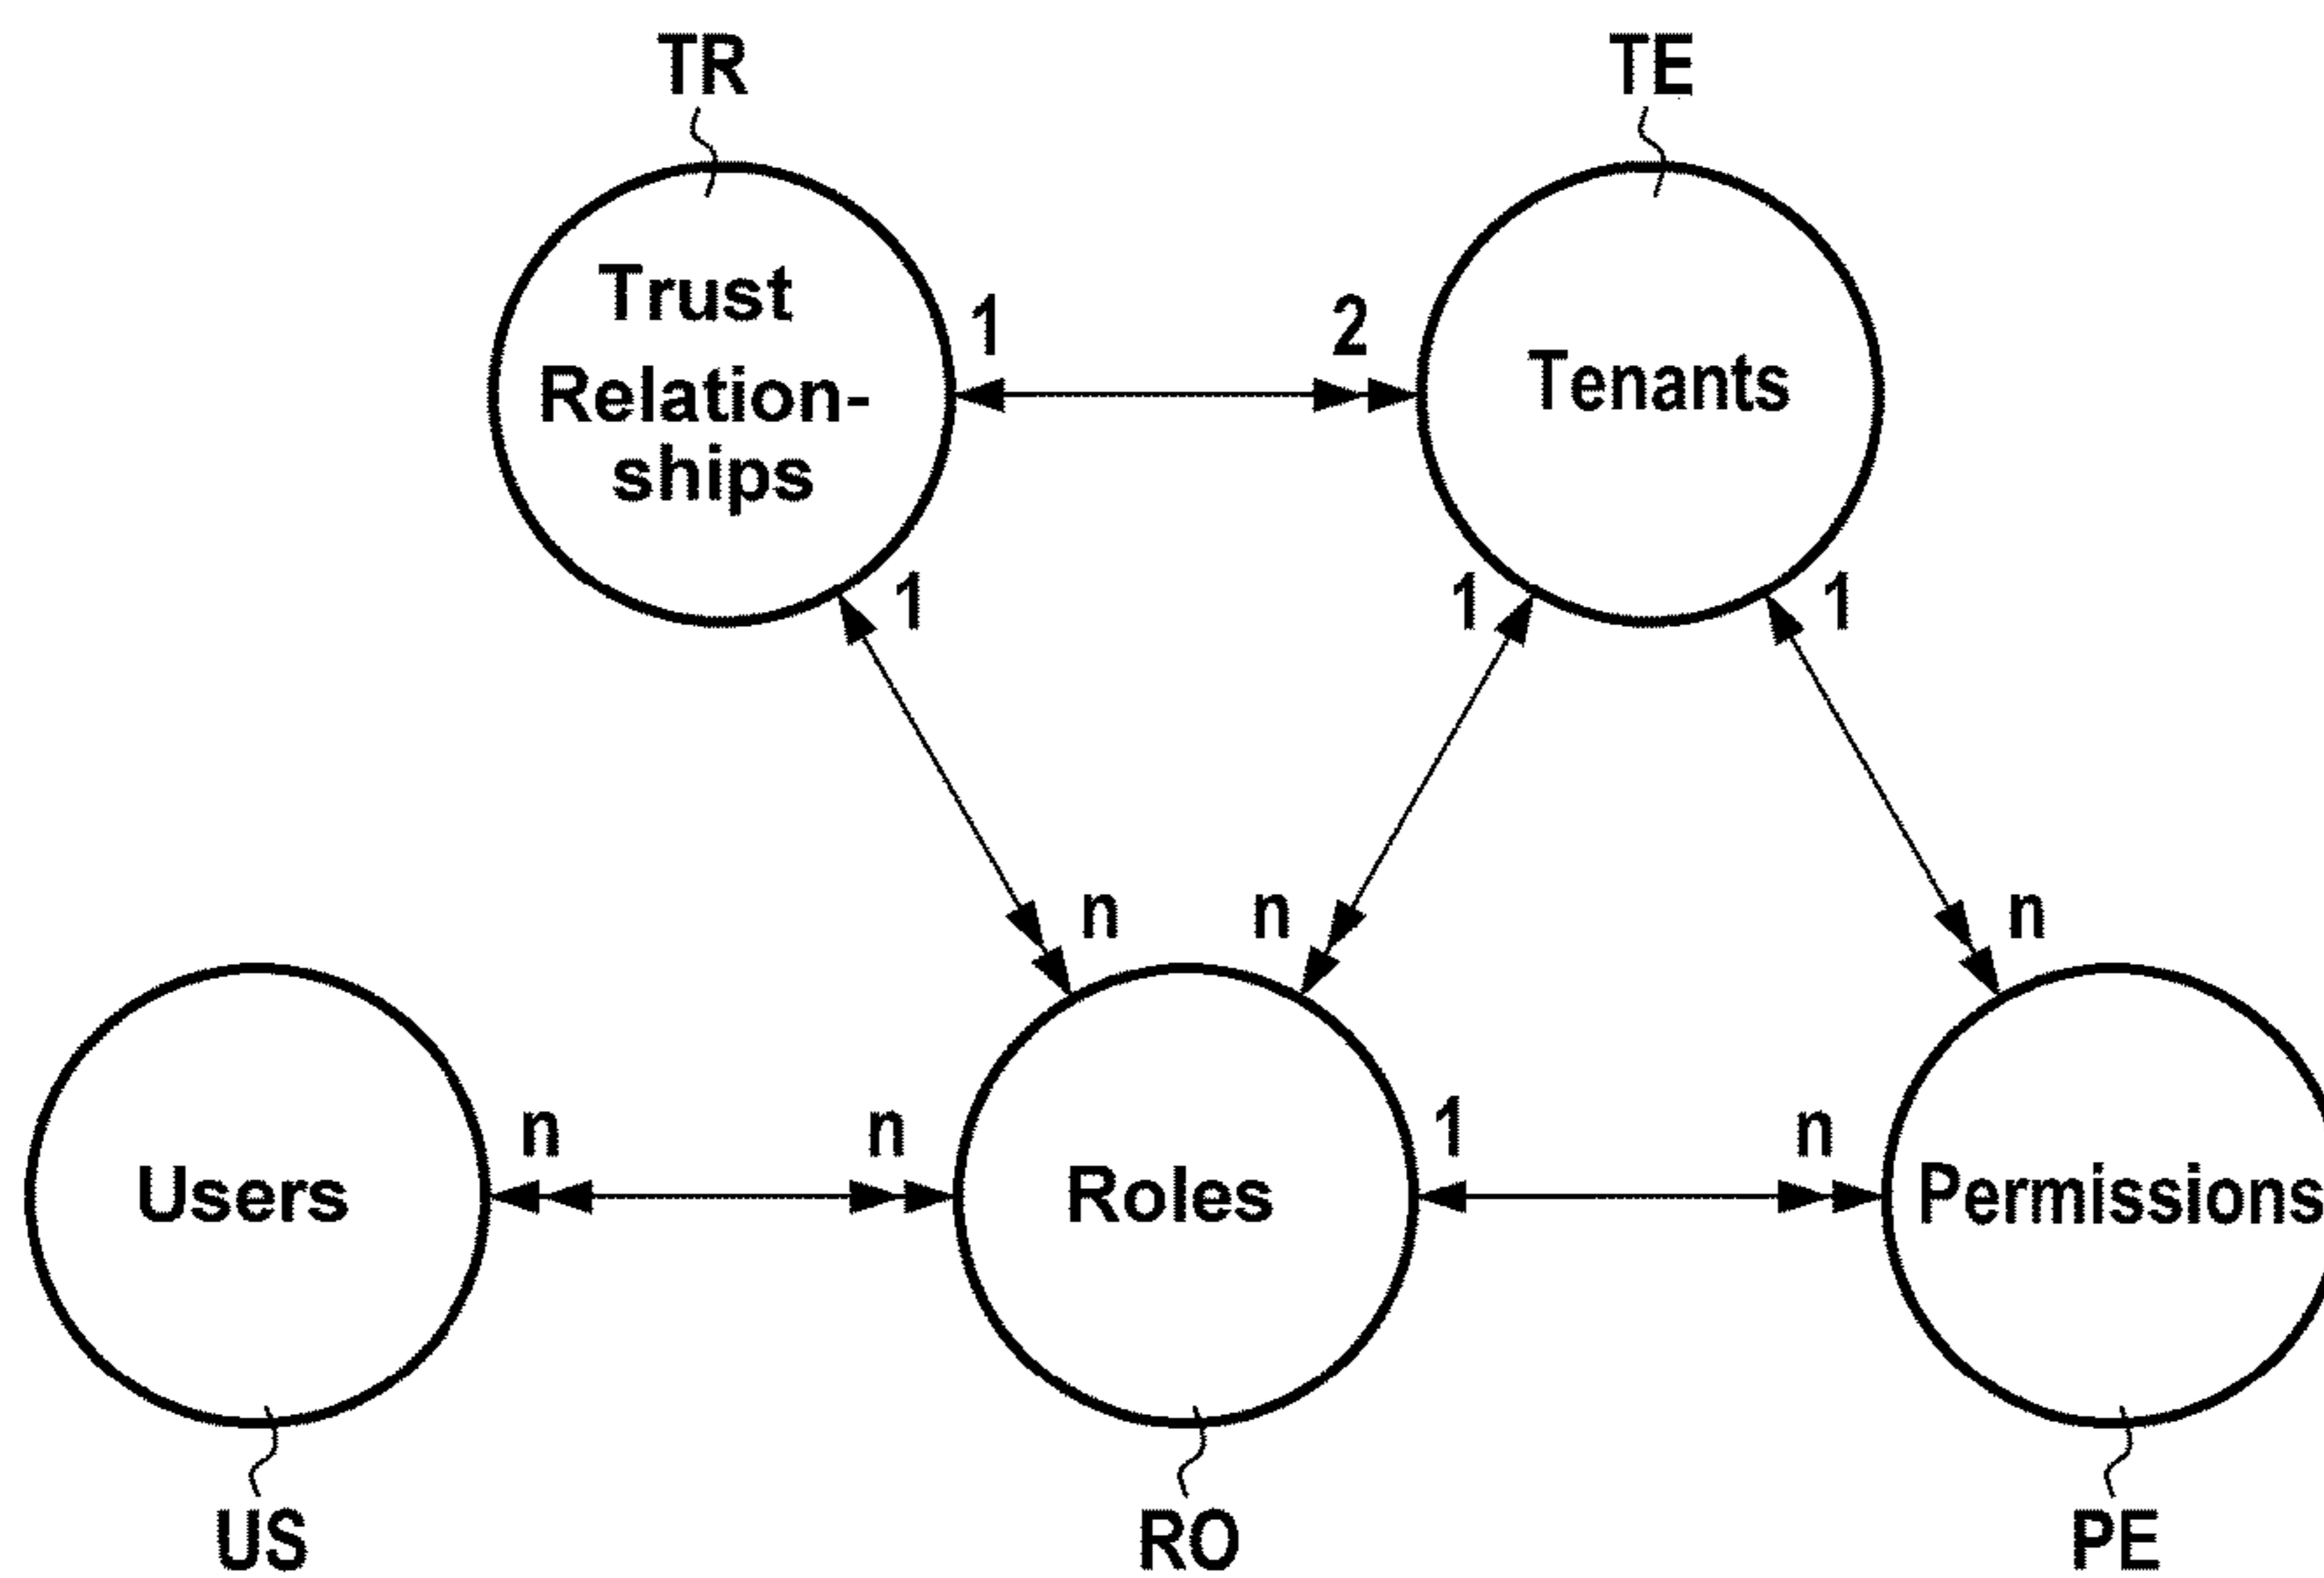 TR
TE
Trust
Relation-
ships
1
2
Tenants
1
1
1
n
n
n
Users
n
n
Roles
1
n
Permissions
US
RO
PE